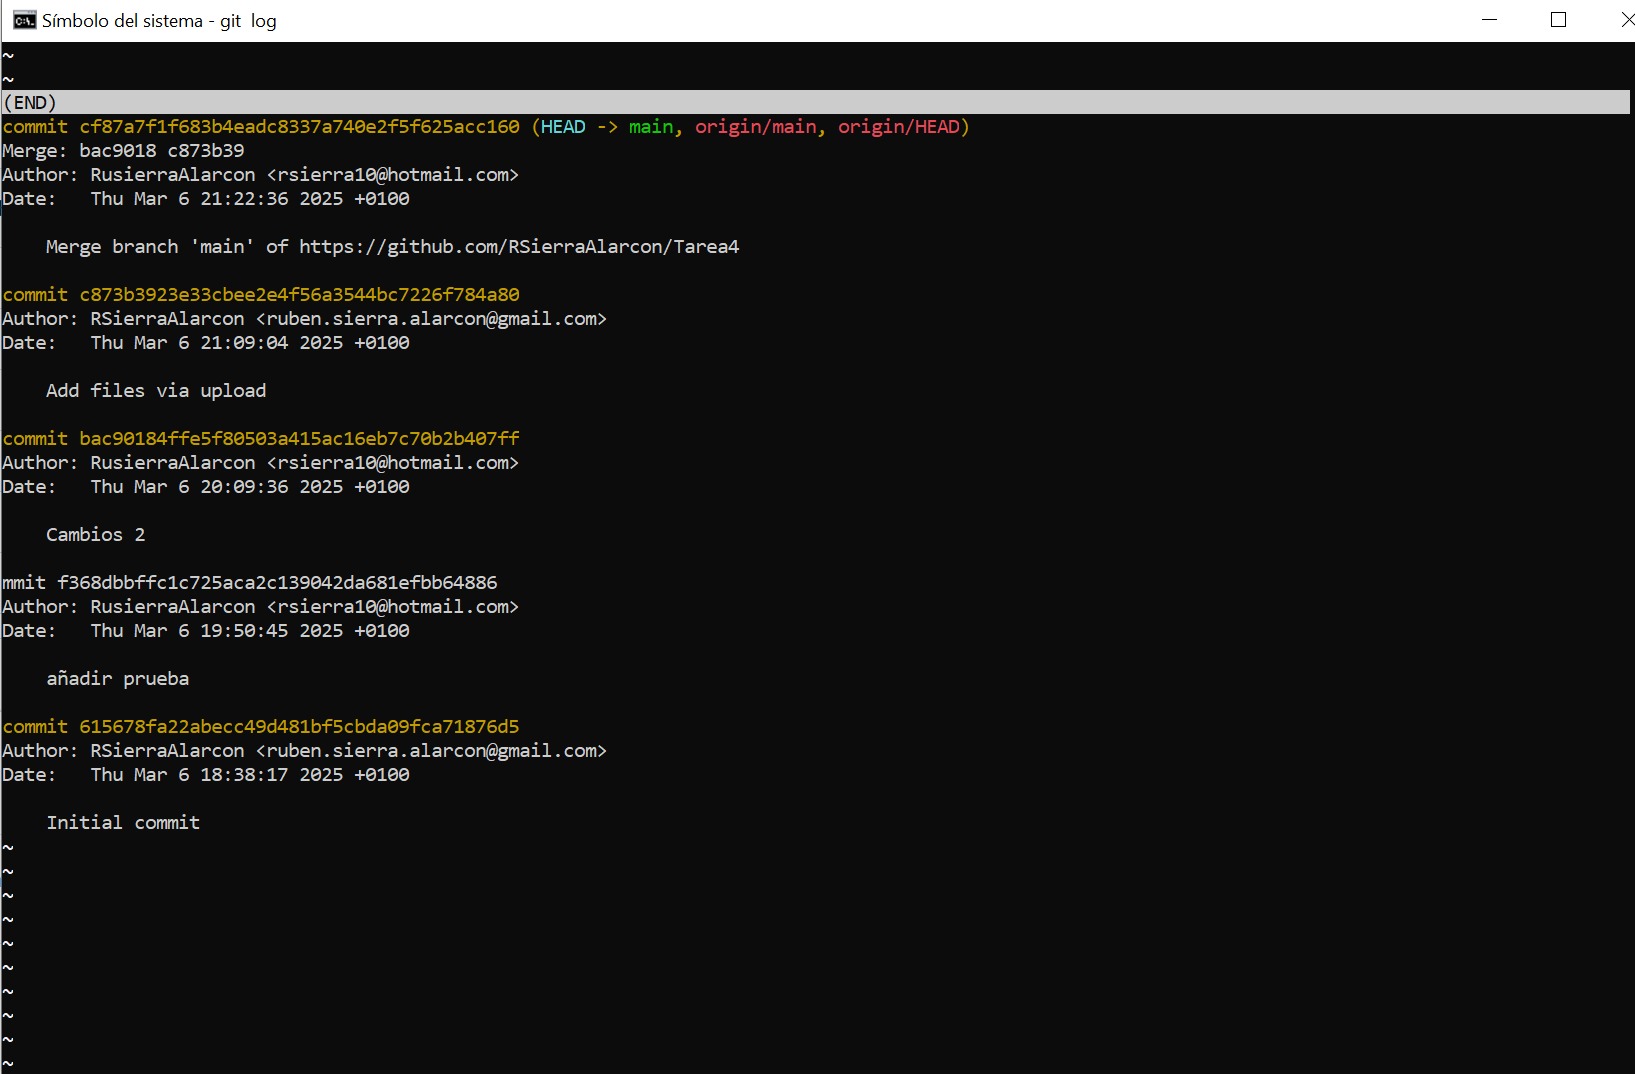 Símbolo del sistema - git  log
~
~
(END)
commit cf87a7f1f683b4eadc8337a740e2f5f625acc160 (HEAD -> main, origin/main, origin/HEAD)
Merge: bac9018 c873b39
Author: RusierraAlarcon <rsierra10@hotmail.com>
Date:   Thu Mar 6 21:22:36 2025 +0100
    Merge branch 'main' of https://github.com/RSierraAlarcon/Tarea4
commit c873b3923e33cbee2e4f56a3544bc7226f784a80
Author: RSierraAlarcon <ruben.sierra.alarcon@gmail.com>
Date:   Thu Mar 6 21:09:04 2025 +0100
    Add files via upload
commit bac90184ffe5f80503a415ac16eb7c70b2b407ff
Author: RusierraAlarcon <rsierra10@hotmail.com>
Date:   Thu Mar 6 20:09:36 2025 +0100
    Cambios 2
mmit f368dbbffc1c725aca2c139042da681efbb64886
Author: RusierraAlarcon <rsierra10@hotmail.com>
Date:   Thu Mar 6 19:50:45 2025 +0100
    añadir prueba
commit 615678fa22abecc49d481bf5cbda09fca71876d5
Author: RSierraAlarcon <ruben.sierra.alarcon@gmail.com>
Date:   Thu Mar 6 18:38:17 2025 +0100
    Initial commit
~
~
~
~
~
~
~
~
~
~